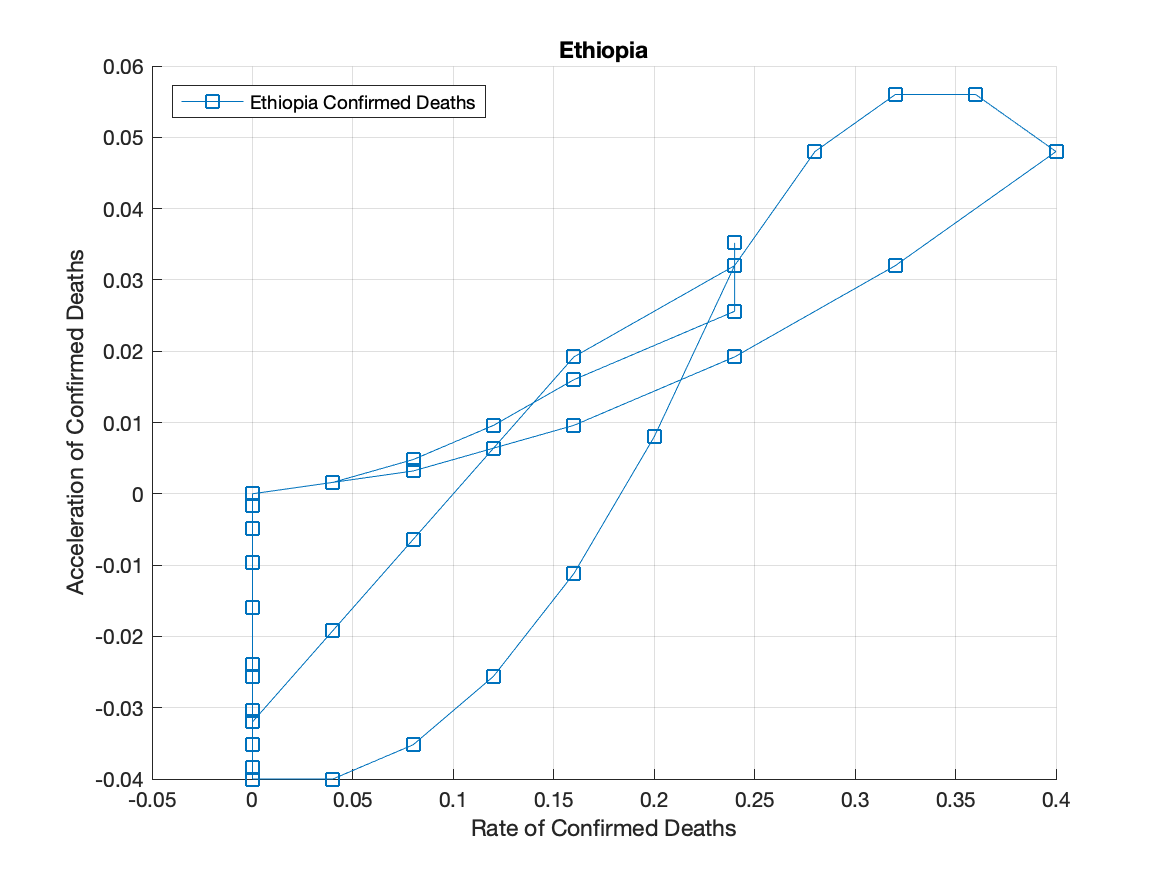 Ethiopia
Ethiopia Confirmed Deaths
0.06
0.05
0.04
0.03
0.02
0.01
0
-0.01
-0.02
-0.03
-0.04
Acceleration of Confirmed Deaths
-0.05 0 0.05 0.1 0.15 0.2 0.25 0.3 0.35 0.4
Rate of Confirmed Deaths